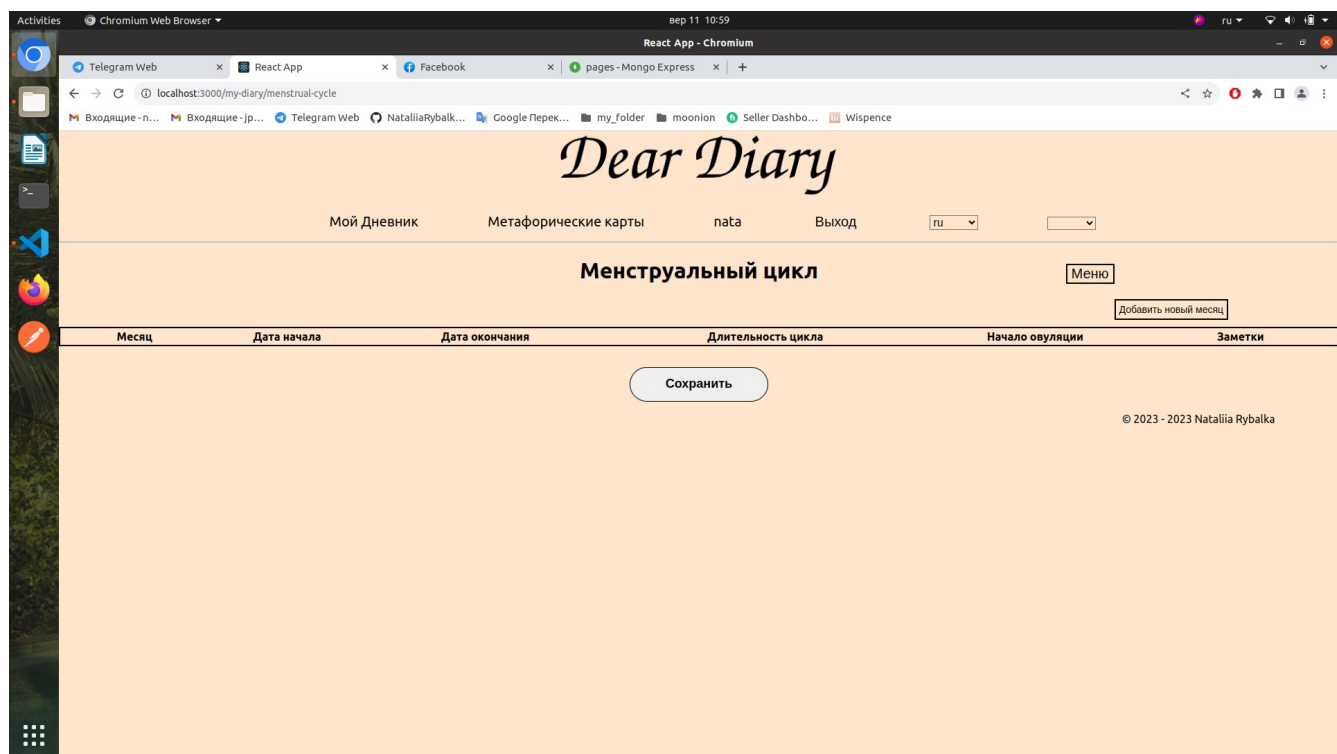 Activities Chromium Web Browser вер 11 10:59 ru
React App - Chromium
Telegram Web React App Facebook pages - Mongo Express
localhost:3000/my-diary/menstrual-cycle
Входящие - n... Входящие - jp... Telegram Web NataliiaRybalk... Google Перек... my_folder moonion Seller Dashbo... Wispence
Dear Diary
Мой Дневник Метафорические карты nata Выход ru
Менструальный цикл Меню
Добавить новый месяц
Месяц Дата начала Дата окончания Длительность цикла Начало овуляции Заметки
Сохранить
© 2023 - 2023 Nataliia Rybalka